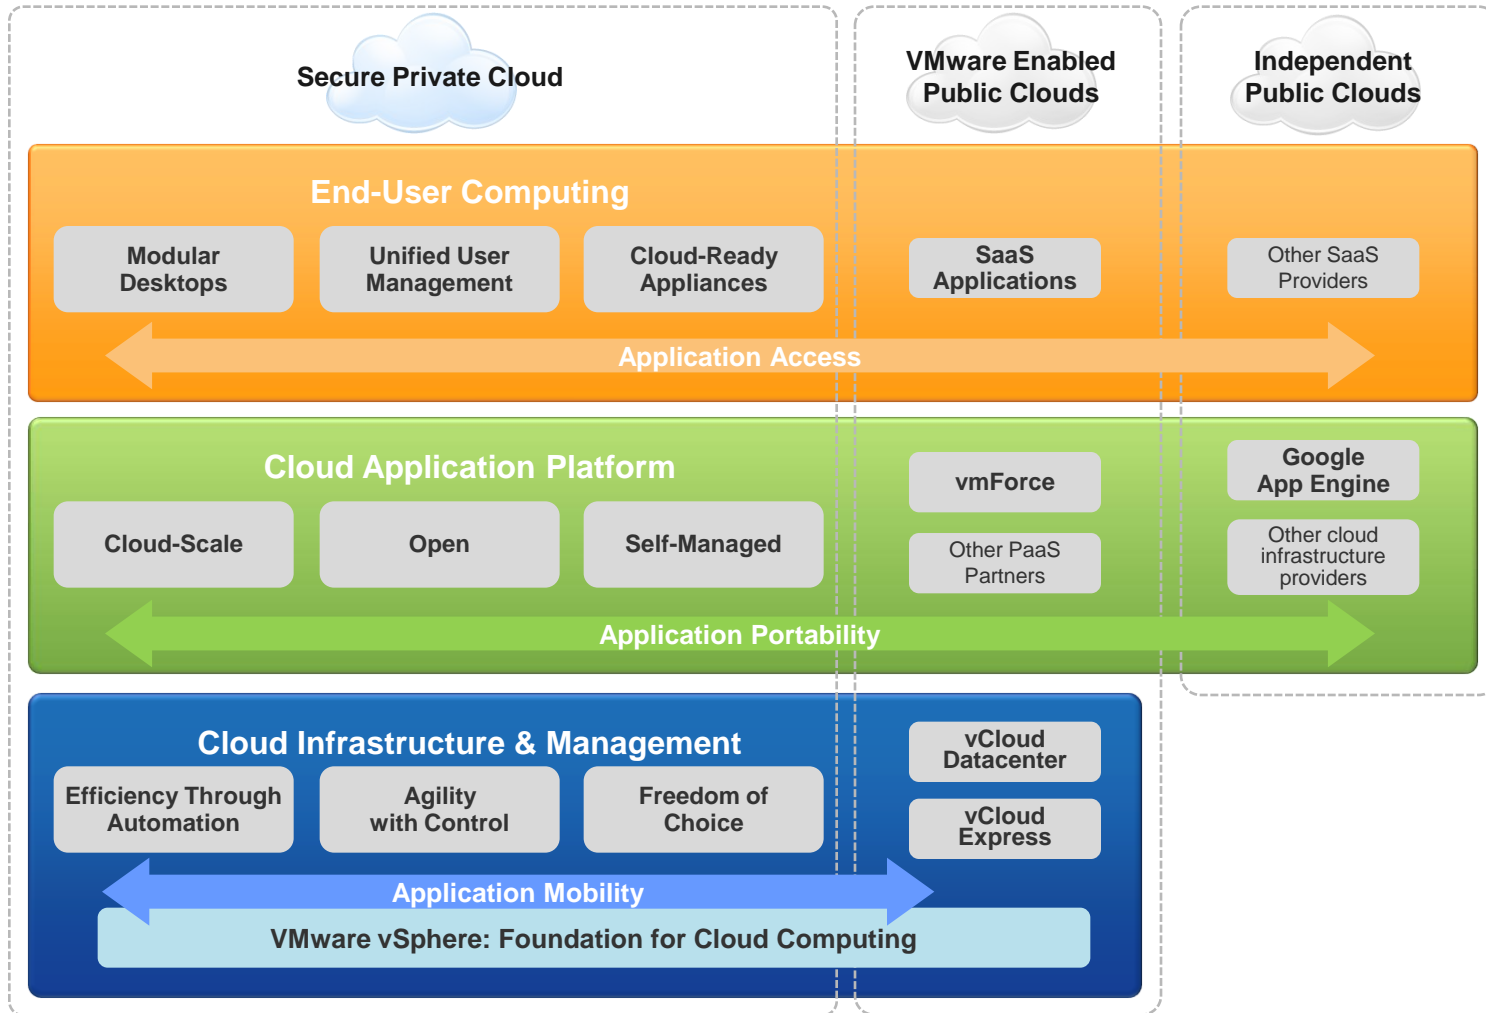 Secure Private Cloud
VMware Enabled
Public Clouds
Independent
Public Clouds
End-User Computing
Modular
Desktops
Unified User
Management
Cloud-Ready
Appliances
SaaS
Applications
Other SaaS
Providers
Application Access
Cloud Application Platform
Cloud-Scale
Open
Self-Managed
vmForce
Other PaaS
Partners
Google
App Engine
Other cloud
infrastructure
providers
Application Portability
Cloud Infrastructure & Management
Efficiency Through
Automation
Agility
with Control
Freedom of
Choice
vCloud
Datacenter
vCloud
Express
Application Mobility
VMware vSphere: Foundation for Cloud Computing